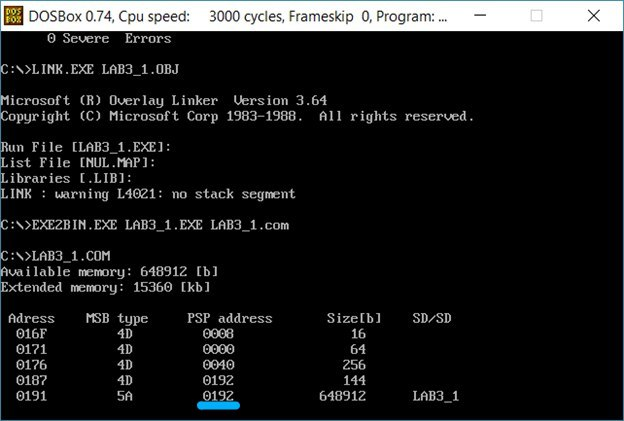 DOSBox 0.74, Cpu speed: 3000 cycles, Frameskip 0, Program: ...
0 Severe Errors
C:\>LINK.EXE LAB3_1.OBJ
Microsoft (R) Overlay Linker Version 3.64
Copyright (C) Microsoft Corp 1983-1988. All rights reserved.
Run File [LAB3_1.EXE]:
List File [NUL.MAP]:
Libraries [.LIB]:
LINK : warning L4021: no stack segment
C:\>EXE2BIN.EXE LAB3_1.EXE LAB3_1.com
C:\>LAB3_1.COM
Available memory: 648912 [b]
Extended memory: 15360 [kb]
Adress MSB type PSP address Size[b] SD/SD
016F 4D 0008 16
0171 4D 0000 64
0176 4D 0040 256
0187 4D 0192 144
0191 5A 0192 648912 LAB3_1